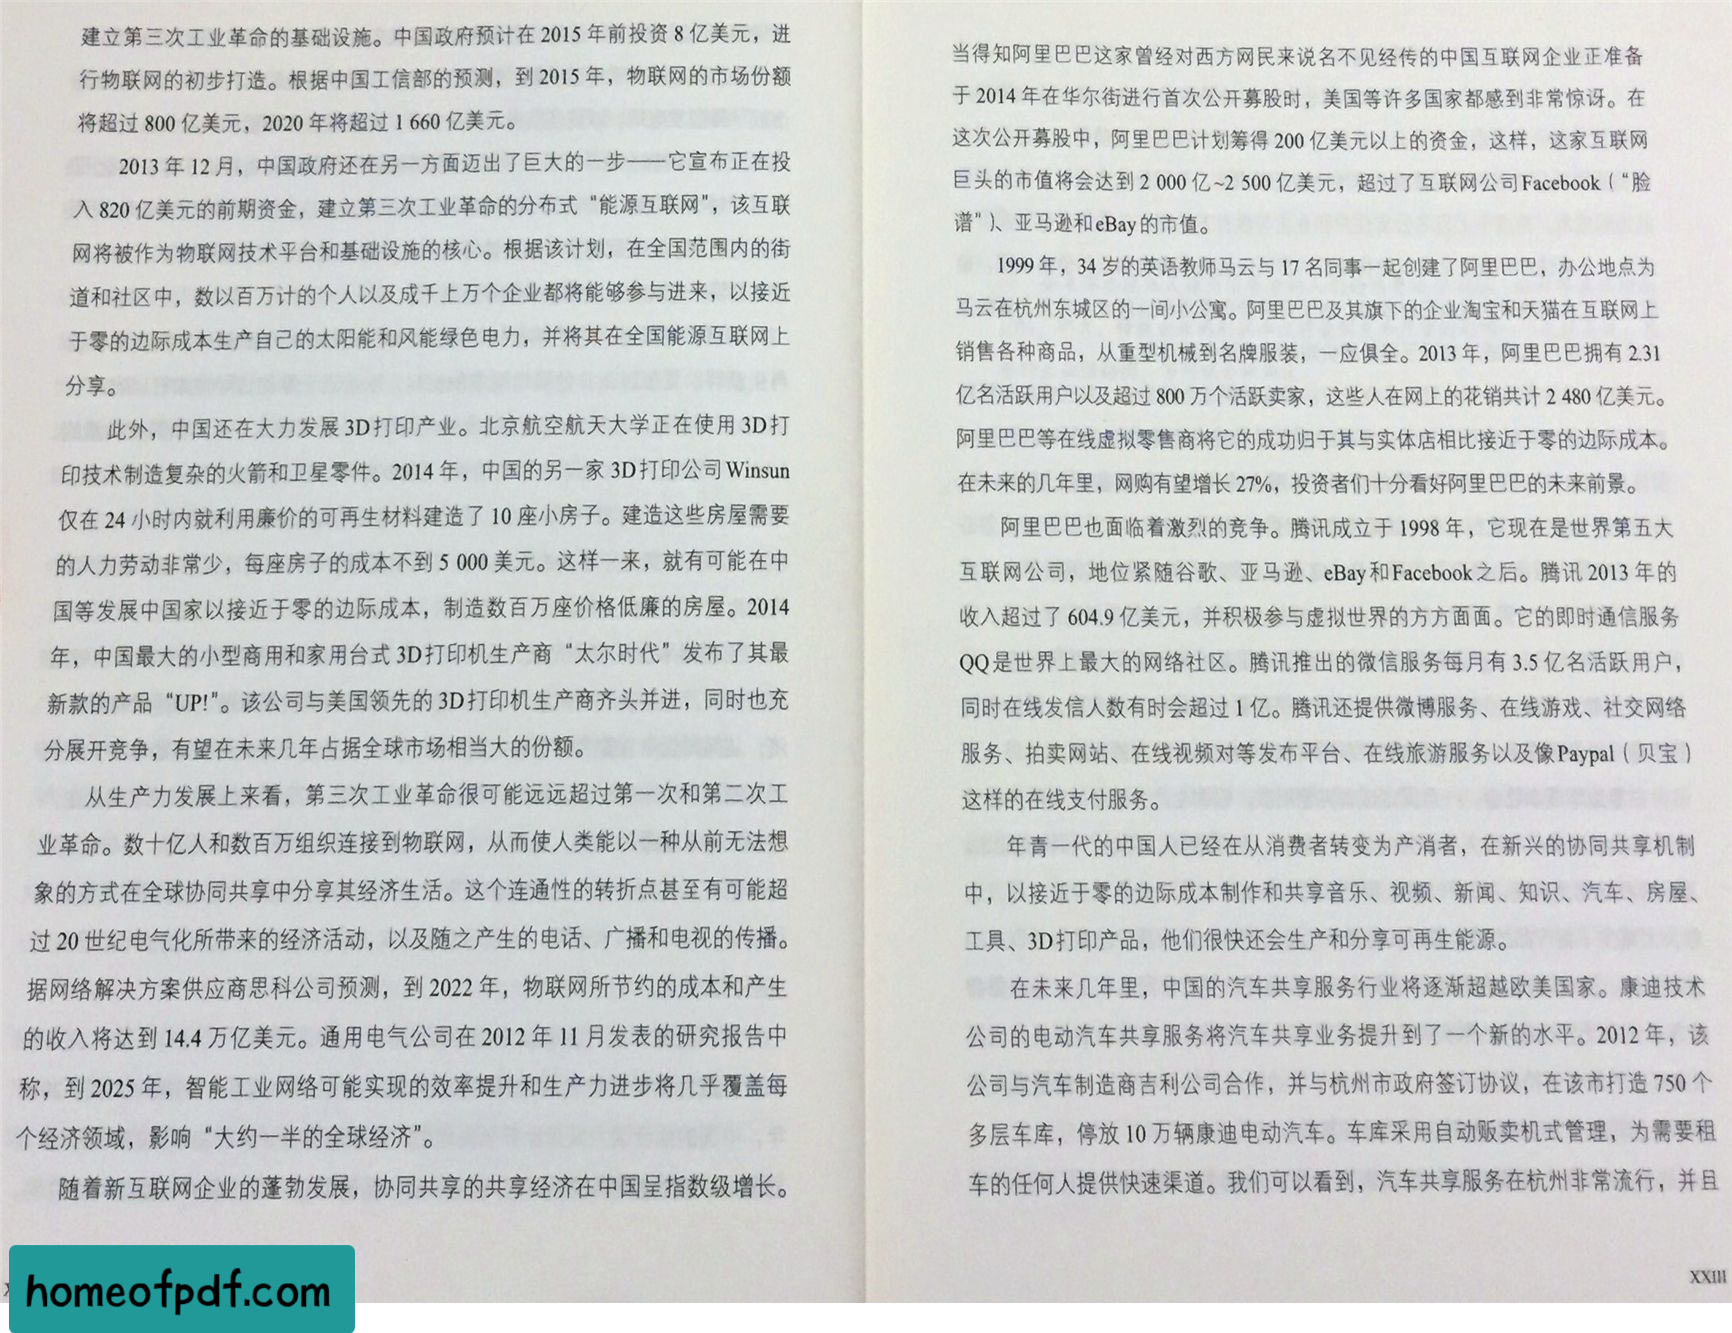 建立第三次工业革命的基础设施。中国政府预计在 2015 年前投资 8 亿美元，进
行物联网的初步打造。根据中国工信部的预测，到 2015 年，物联网的市场份额
将超过 800 亿美元，2020 年将超过 1 660 亿美元。
2013 年 12 月，中国政府还在另一方面迈出了巨大的一步——它宣布正在投
入 820 亿美元的前期资金，建立第三次工业革命的分布式“能源互联网”，该互联
网将被作为物联网技术平台和基础设施的核心。根据该计划，在全国范围内的街
道和社区中，数以百万计的个人以及成千上万个企业都将能够参与进来，以接近
于零的边际成本生产自己的太阳能和风能绿色电力，并将其在全国能源互联网上
分享。
此外，中国还在大力发展 3D 打印产业。北京航空航天大学正在使用 3D 打
印技术制造复杂的火箭和卫星零件。2014 年，中国的另一家 3D 打印公司 Winsun
仅在 24 小时内就利用廉价的可再生材料建造了 10 座小房子。建造这些房屋需要
的人力劳动非常少，每座房子的成本不到 5 000 美元。这样一来，就有可能在中
国等发展中国家以接近于零的边际成本，制造数百万座价格低廉的房屋。2014
年，中国最大的小型商用和家用台式 3D 打印机生产商“太尔时代”发布了其最
新款的产品“UP!”。该公司与美国领先的 3D 打印机生产商齐头并进，同时也充
分展开竞争，有望在未来几年占据全球市场相当大的份额。
从生产力发展上来看，第三次工业革命很可能远远超过第一次和第二次工
业革命。数十亿人和数百万组织连接到物联网，从而使人类能以一种从前无法想
象的方式在全球协同共享中分享其经济生活。这个连通性的转折点甚至有可能超
过 20 世纪电气化所带来的经济活动，以及随之产生的电话、广播和电视的传播。
据网络解决方案供应商思科公司预测，到 2022 年，物联网所节约的成本和产生
的收入将达到 14.4 万亿美元。通用电气公司在 2012 年 11 月发表的研究报告中
称，到 2025 年，智能工业网络可能实现的效率提升和生产力进步将几乎覆盖每
个经济领域，影响“大约一半的全球经济”。
随着新互联网企业的蓬勃发展，协同共享的共享经济在中国呈指数级增长。
homeofpdf.com
当得知阿里巴巴这家曾经对西方网民来说名不见经传的中国互联网企业正准备
于 2014 年在华尔街进行首次公开募股时，美国等许多国家都感到非常惊讶。在
这次公开募股中，阿里巴巴计划筹得 200 亿美元以上的资金，这样，这家互联网
巨头的市值将会达到 2 000 亿~2 500 亿美元，超过了互联网公司 Facebook（“脸
谱”）、亚马逊和 eBay 的市值。
1999 年，34 岁的英语教师马云与 17 名同事一起创建了阿里巴巴，办公地点为
马云在杭州东城区的一间小公寓。阿里巴巴及其旗下的企业淘宝和天猫在互联网上
销售各种商品，从重型机械到名牌服装，一应俱全。2013 年，阿里巴巴拥有 2.31
亿名活跃用户以及超过 800 万个活跃卖家，这些人在网上的花销共计 2 480 亿美元。
阿里巴巴等在线虚拟零售商将它的成功归于其与实体店相比接近于零的边际成本。
在未来的几年里，网购有望增长 27%，投资者们十分看好阿里巴巴的未来前景。
阿里巴巴也面临着激烈的竞争。腾讯成立于 1998 年，它现在是世界第五大
互联网公司，地位紧随谷歌、亚马逊、eBay 和 Facebook 之后。腾讯 2013 年的
收入超过了 604.9 亿美元，并积极参与虚拟世界的方方面面。它的即时通信服务
QQ 是世界上最大的网络社区。腾讯推出的微信服务每月有 3.5 亿名活跃用户，
同时在线发信人数有时会超过 1 亿。腾讯还提供微博服务、在线游戏、社交网络
服务、拍卖网站、在线视频对等发布平台、在线旅游服务以及像 Paypal（贝宝）
这样的在线支付服务。
年青一代的中国人已经在从消费者转变为产消者，在新兴的协同共享机制
中，以接近于零的边际成本制作和共享音乐、视频、新闻、知识、汽车、房屋、
工具、3D 打印产品，他们很快还会生产和分享可再生能源。
在未来几年里，中国的汽车共享服务行业将逐渐超越欧美国家。康迪技术
公司的电动汽车共享服务将汽车共享业务提升到了一个新的水平。2012 年，该
公司与汽车制造商吉利公司合作，并与杭州市政府签订协议，在该市打造 750 个
多层车库，停放 10 万辆康迪电动汽车。车库采用自动贩卖机式管理，为需要租
车的任何人提供快速渠道。我们可以看到，汽车共享服务在杭州非常流行，并且
XXIII